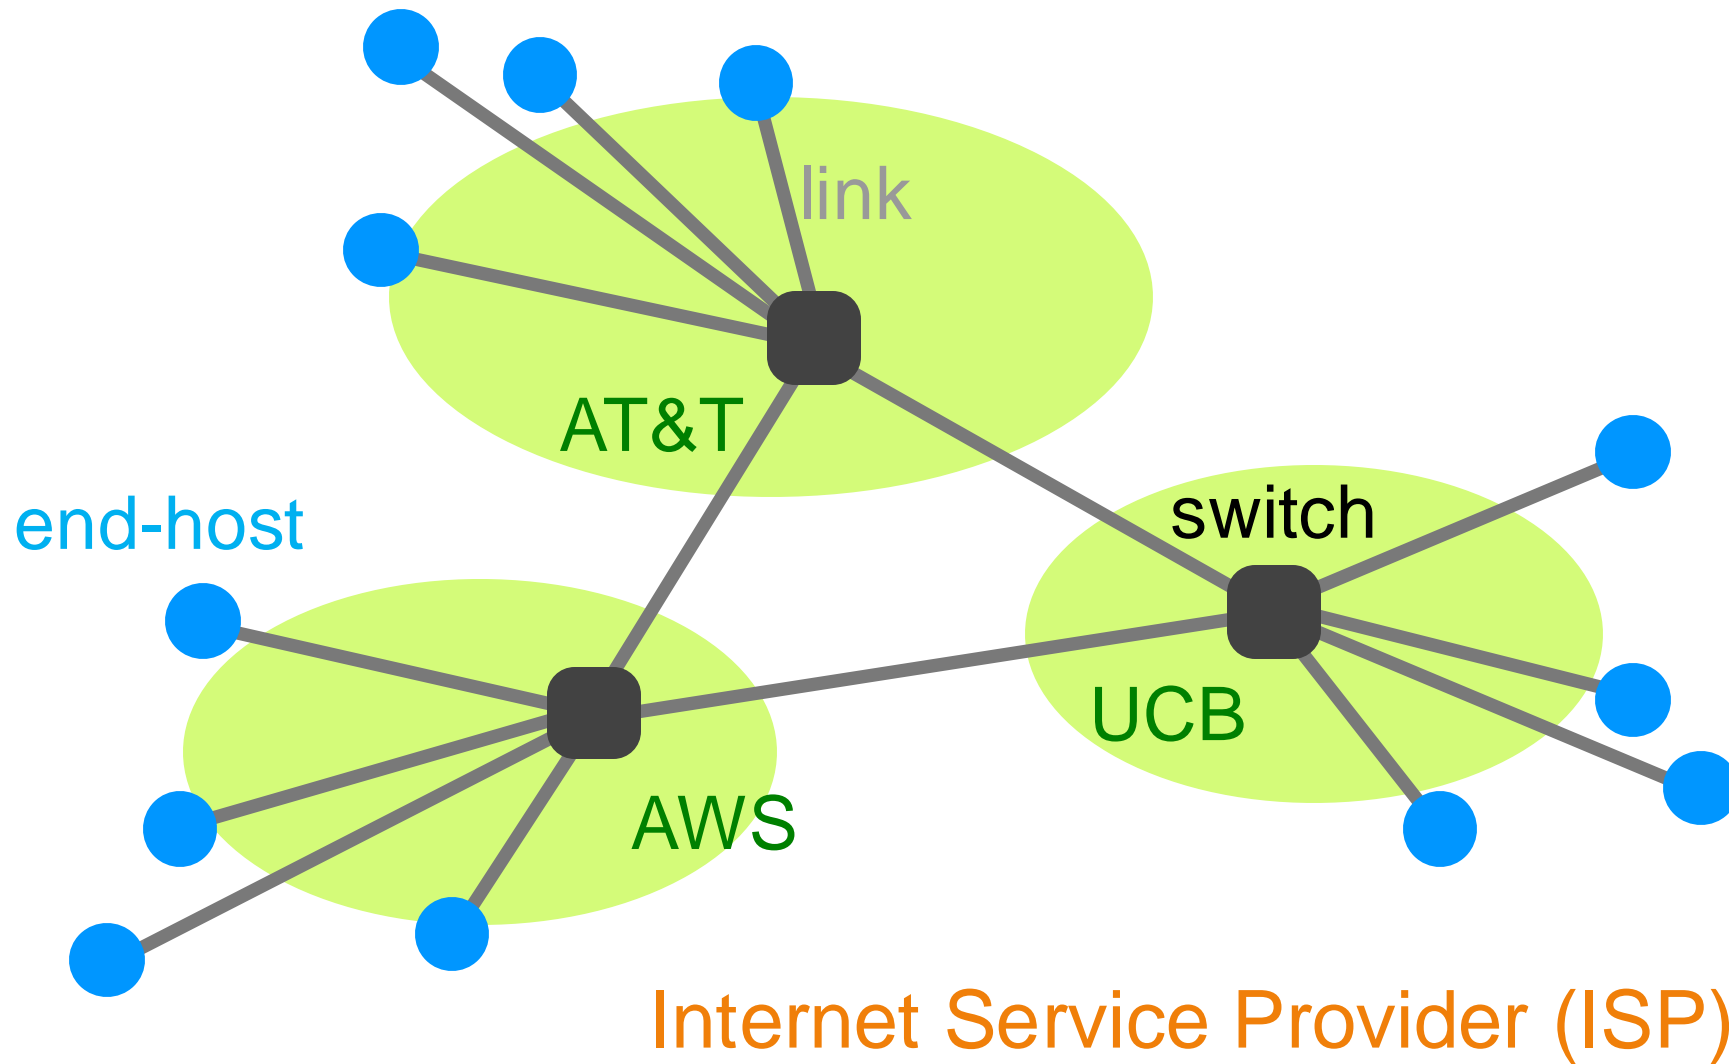 link
AT&T
switch
end-host
UCB
AWS
Internet Service Provider (ISP)